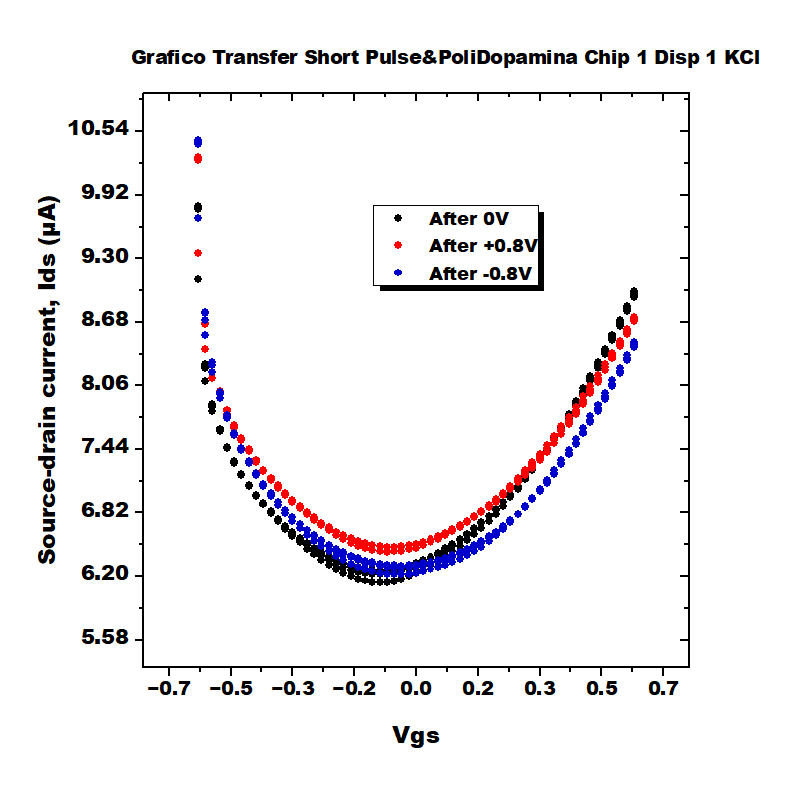 Grafico Transfer Short Pulse&PoliDopamina Chip 1 Disp 1 KCl
10.54
9.92
9.30
8.68
8.06
7.44
6.82
6.20
5.58
Source-drain current, Ids (µA)
After 0V
After +0.8V
After -0.8V
−0.7 −0.5 −0.3 −0.2 0.0 0.2 0.3 0.5 0.7
Vgs